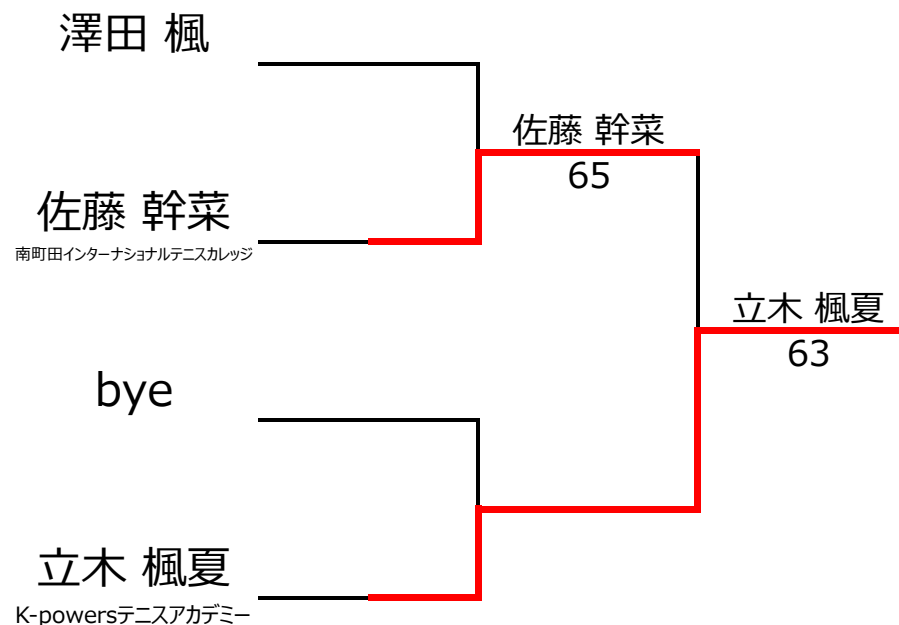 澤田 楓
佐藤 幹菜
65
佐藤 幹菜
南町田インターナショナルテニスカレッジ
立木 楓夏
63
bye
立木 楓夏
K-powersテニスアカデミー